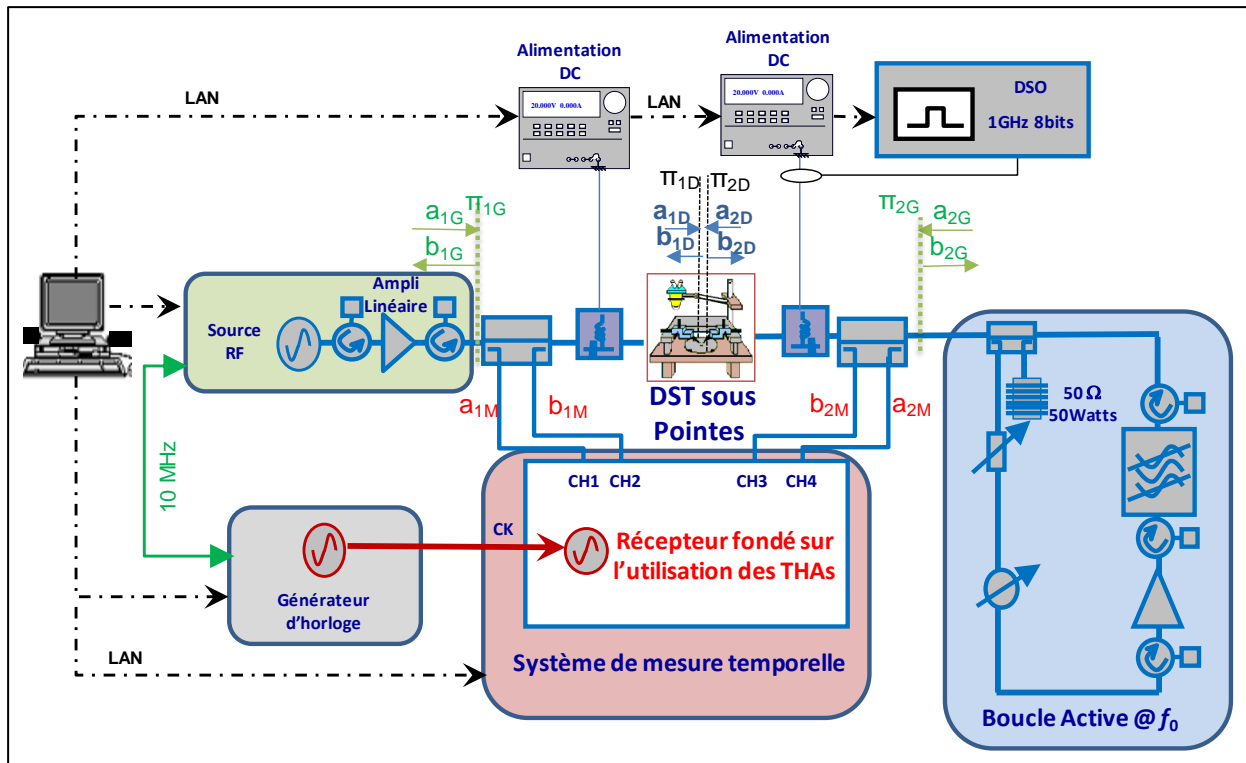 Alimentation
DC
20.000V 0.000A
LAN
Alimentation
DC
20.000V 0.000A
LAN
DSO
1GHz 8bits
π1G
a1G
b1G
π1D
π2D
a1D
a2D
b1D
b2D
π2G
a2G
b2G
Ampli
Linéaire
Source
RF
a1M
b1M
DST sous
Pointes
b2M
a2M
50 Ω
50Watts
10 MHz
CH1
CH2
CH3
CH4
CK
Récepteur fondé sur
l'utilisation des THAs
Générateur
d'horloge
LAN
Système de mesure temporelle
Boucle Active @ f0